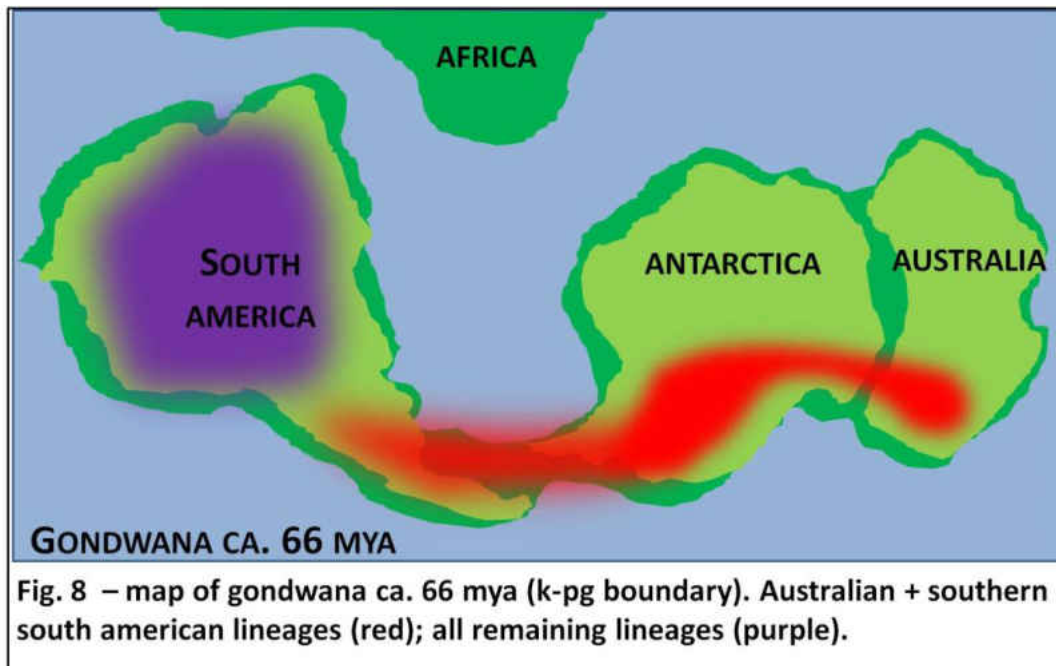 AFRICA
SOUTH
AMERICA
ANTARCTICA
AUSTRALIA
GONDWANA CA. 66 MYA
Fig. 8 – map of gondwana ca. 66 mya (k-pg boundary). Australian + southern
south american lineages (red); all remaining lineages (purple).